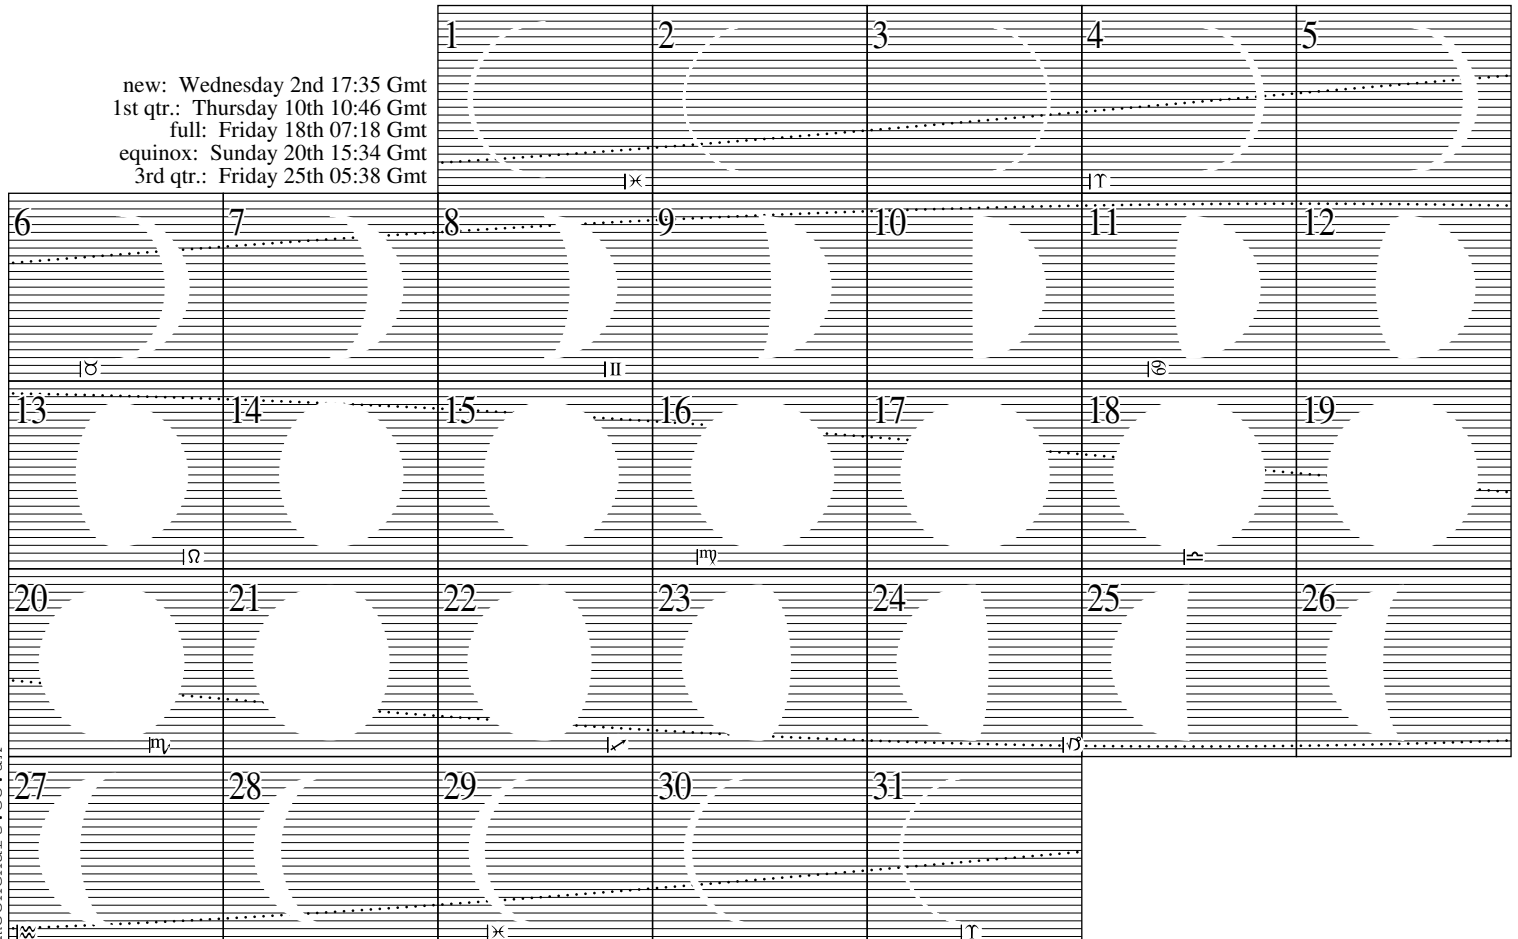 1 2 3 4 5
new: Wednesday 2nd 17:35 Gmt
1st qtr.: Thursday 10th 10:46 Gmt
full: Friday 18th 07:18 Gmt
equinox: Sunday 20th 15:34 Gmt
3rd qtr.: Friday 25th 05:38 Gmt
♓ ♈
6 7 8 9 10 11 12
♉ ♊ ♋
13 14 15 16 17 18 19
♌ ♍ ♎
20 21 22 23 24 25 26
♏ ♐ ♑
27 28 29 30 31
♒ ♓ ♈